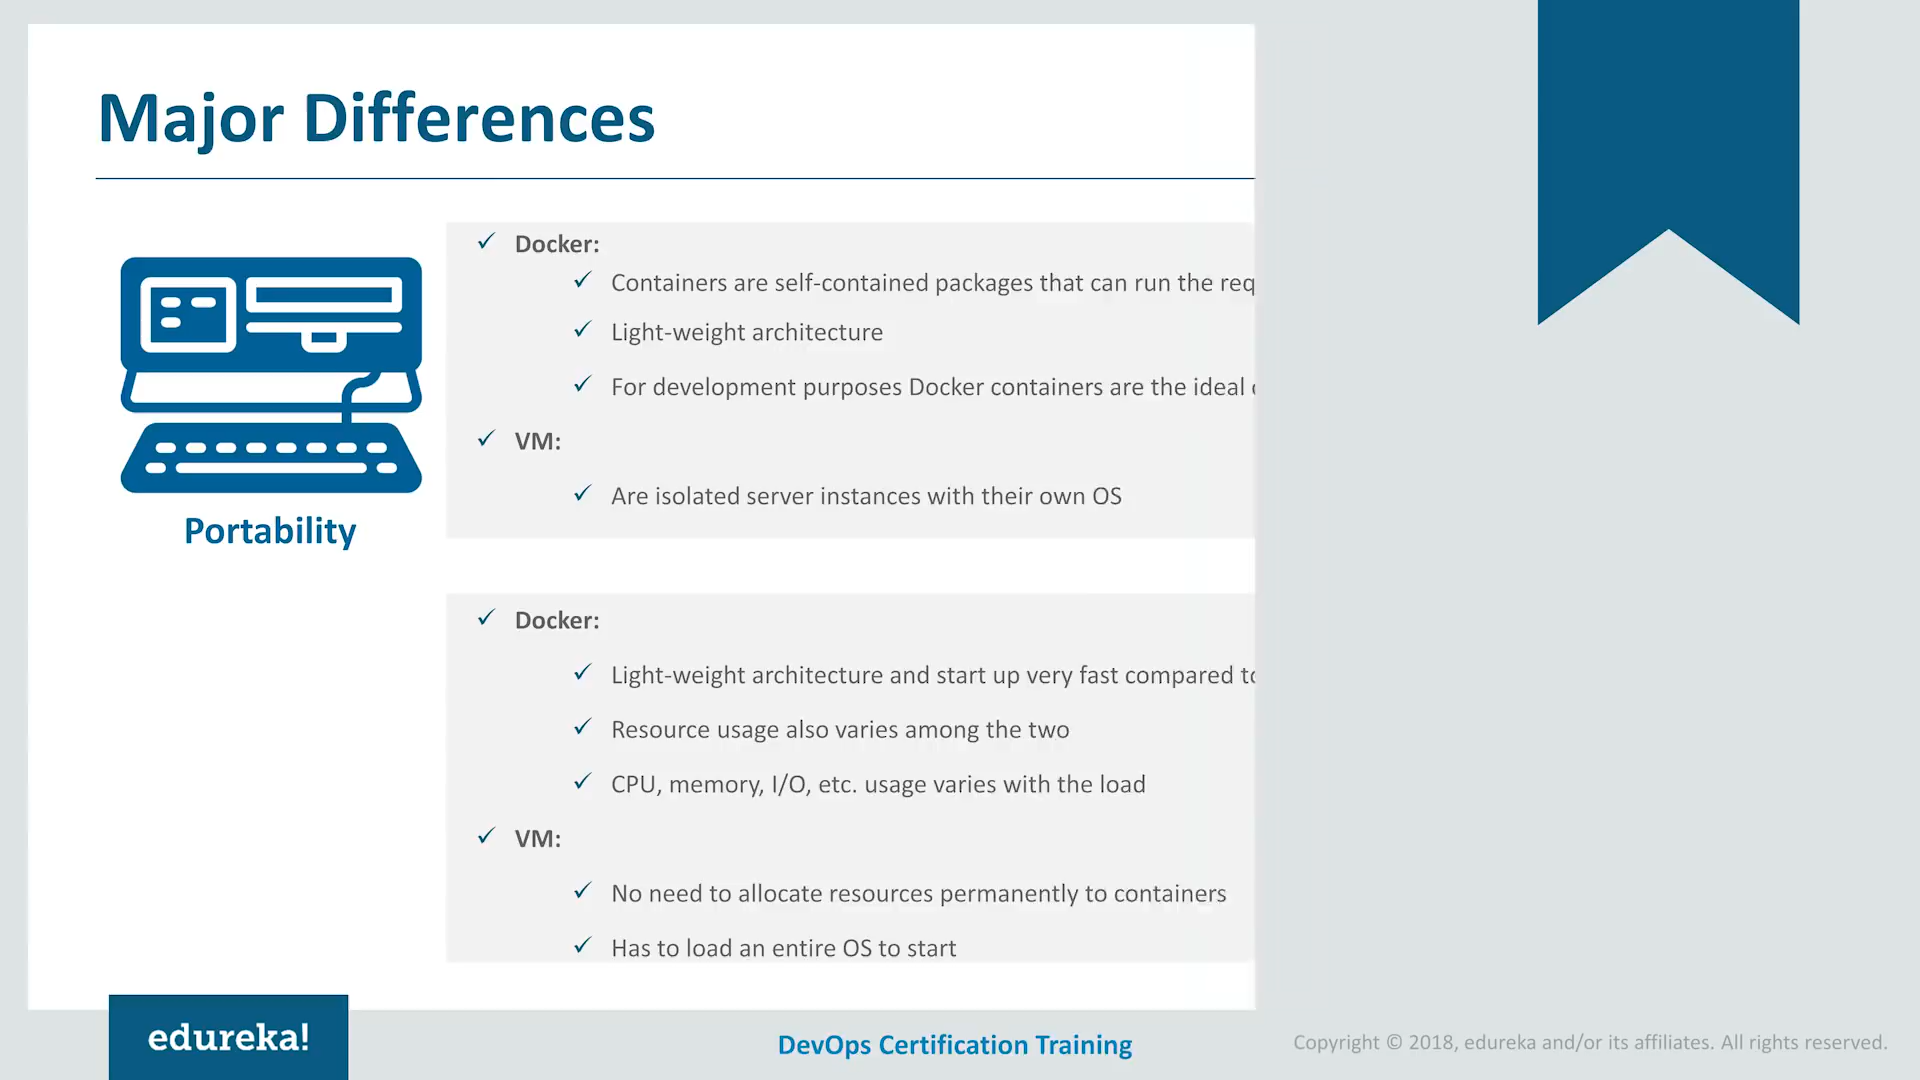 Major Differences
Docker:
Containers are self-contained packages that can run the req
Light-weight architecture
For development purposes Docker containers are the ideal
VM:
Are isolated server instances with their own OS
Portability
Docker:
Light-weight architecture and start up very fast compared to
Resource usage also varies among the two
CPU, memory, I/O, etc. usage varies with the load
VM:
No need to allocate resources permanently to containers
Has to load an entire OS to start
edureka!
DevOps Certification Training
Copyright © 2018, edureka and/or its affiliates. All rights reserved.